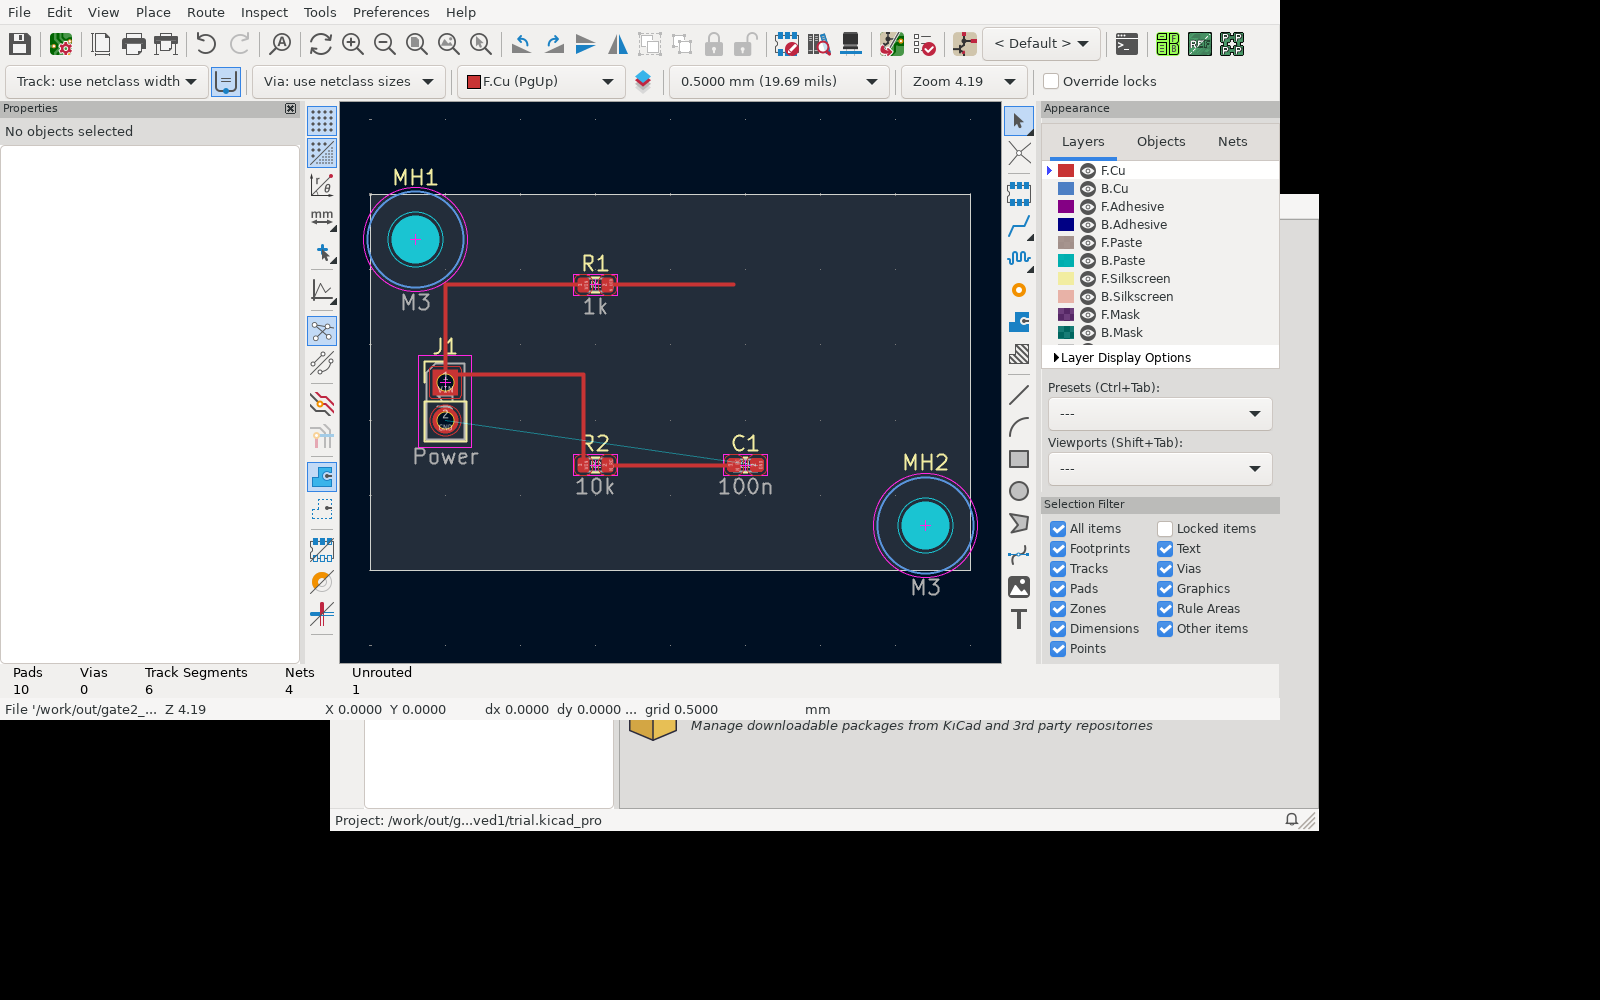 File Edit View Place Route Inspect Tools Preferences Help
< Default >
Track: use netclass width Via: use netclass sizes F.Cu (PgUp) 0.5000 mm (19.69 mils) Zoom 4.19 Override locks
Properties
No objects selected
mm
MH1
M3
R1
1k
J1
1
2
Power
R2
10k
C1
100n
MH2
M3
Appearance
Layers Objects Nets
F.Cu
B.Cu
F.Adhesive
B.Adhesive
F.Paste
B.Paste
F.Silkscreen
B.Silkscreen
F.Mask
B.Mask
Layer Display Options
Presets (Ctrl+Tab):
---
Viewports (Shift+Tab):
---
Selection Filter
All items Locked items
Footprints Text
Tracks Vias
Pads Graphics
Zones Rule Areas
Dimensions Other items
Points
Pads Vias Track Segments Nets Unrouted
10 0 6 4 1
File '/work/out/gate2_... Z 4.19 X 0.0000 Y 0.0000 dx 0.0000 dy 0.0000 ... grid 0.5000 mm
Manage downloadable packages from KiCad and 3rd party repositories
Project: /work/out/g...ved1/trial.kicad_pro